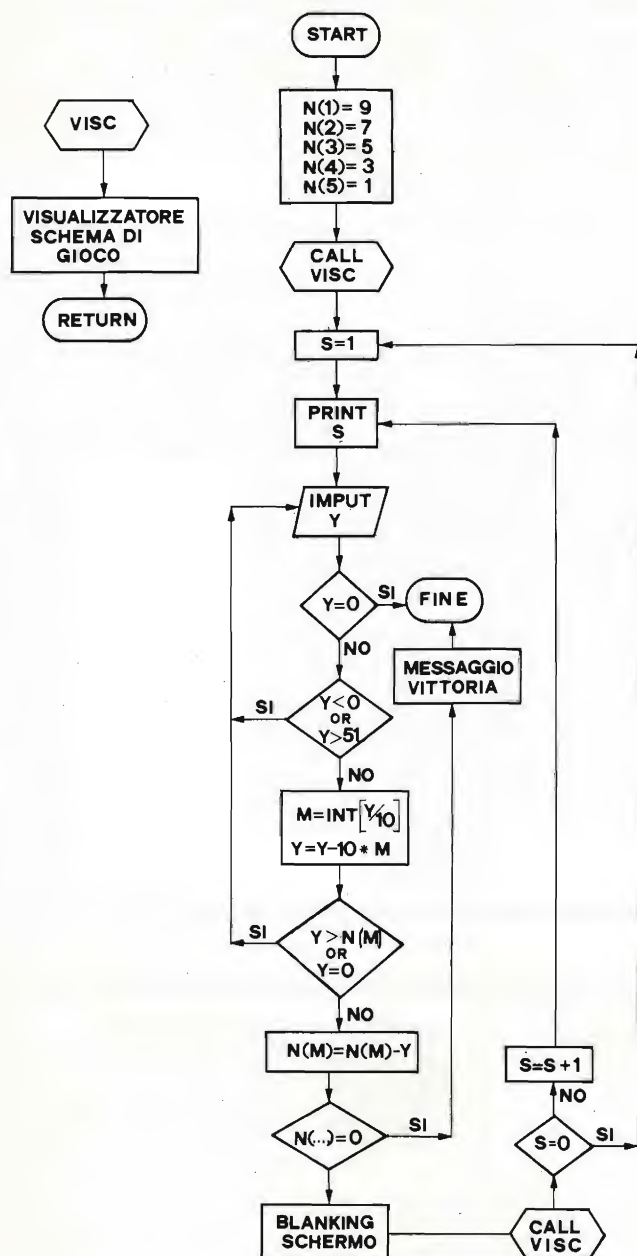 START
N(1)= 9
N(2)= 7
N(3)= 5
N(4)= 3
N(5)= 1
VISC
VISUALIZZATORE
SCHEMA DI
GIOCO
RETURN
CALL
VISC
S=1
PRINT
S
IMPUT
Y
Y=0
SI
FINE
NO
MESSAGGIO
VITTORIA
Y<0
OR
Y>51
SI
NO
M=INT[Y/10]
Y=Y-10*M
Y>N(M)
OR
Y=0
SI
NO
N(M)=N(M)-Y
N(...)=0
SI
S=S+1
NO
S=0
SI
BLANKING
SCHERMO
CALL
VISC